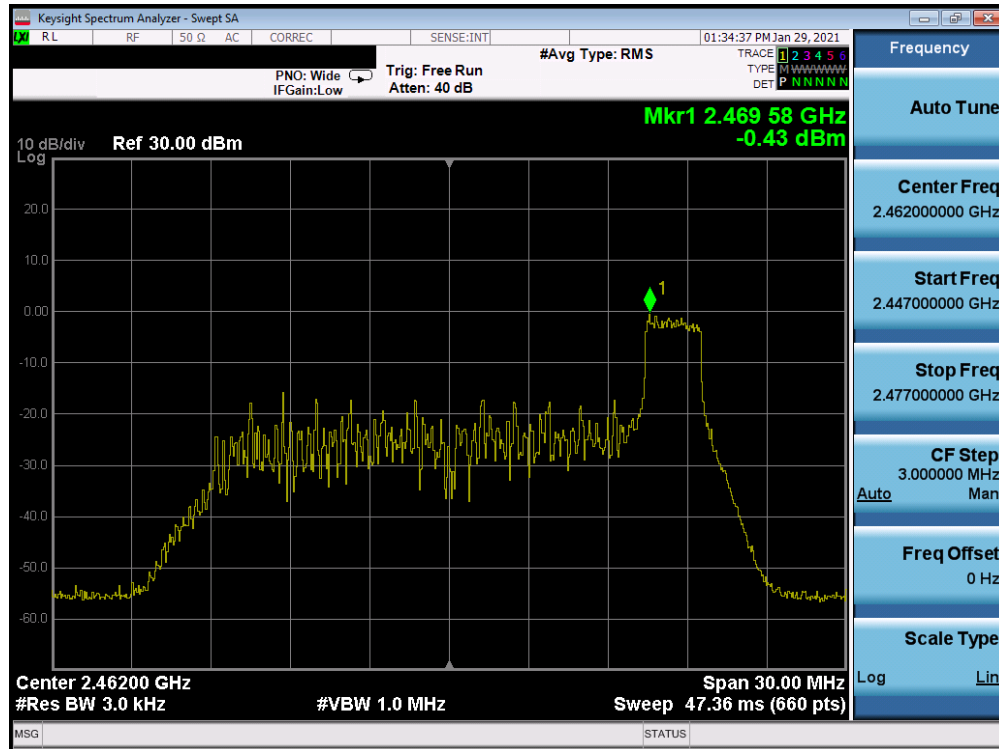 Keysight Spectrum Analyzer - Swept SA
LXI RL RF 50 Ω AC CORREC SENSE:INT 01:34:37 PM Jan 29, 2021
#Avg Type: RMS TRACE 1 2 3 4 5 6
PNO: Wide Trig: Free Run TYPE M W W W W W
IFGain:Low Atten: 40 dB DET P N N N N N
Mkr1 2.469 58 GHz
-0.43 dBm
10 dB/div Ref 30.00 dBm
Log
20.0
10.0
0.00
-10.0
-20.0
-30.0
-40.0
-50.0
-60.0
1
Center 2.46200 GHz Span 30.00 MHz
#Res BW 3.0 kHz #VBW 1.0 MHz Sweep 47.36 ms (660 pts)
MSG STATUS
Frequency
Auto Tune
Center Freq
2.462000000 GHz
Start Freq
2.447000000 GHz
Stop Freq
2.477000000 GHz
CF Step
3.000000 MHz
Auto Man
Freq Offset
0 Hz
Scale Type
Log Lin